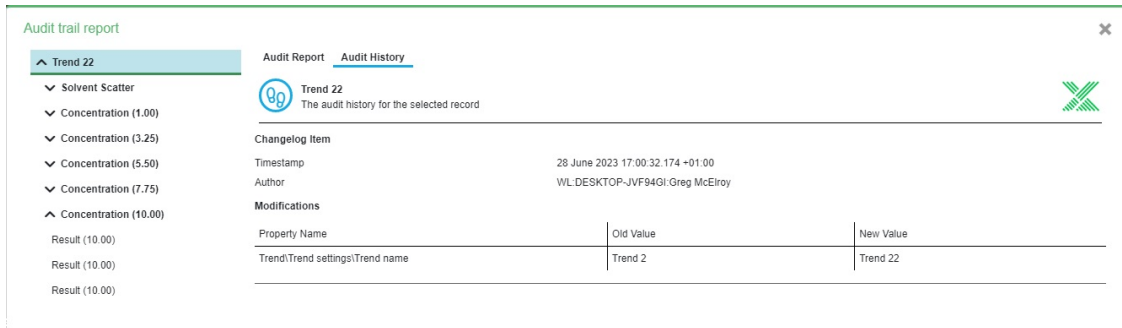 Audit trail report
Trend 22
Solvent Scatter
Concentration (1.00)
Concentration (3.25)
Concentration (5.50)
Concentration (7.75)
Concentration (10.00)
Result (10.00)
Result (10.00)
Result (10.00)
Audit Report Audit History
Trend 22
The audit history for the selected record
Changelog Item
Timestamp 28 June 2023 17:00:32.174 +01:00
Author WL:DESKTOP-JVF94GI:Greg McElroy
Modifications
Property Name Old Value New Value
Trend\Trend settings\Trend name Trend 2 Trend 22